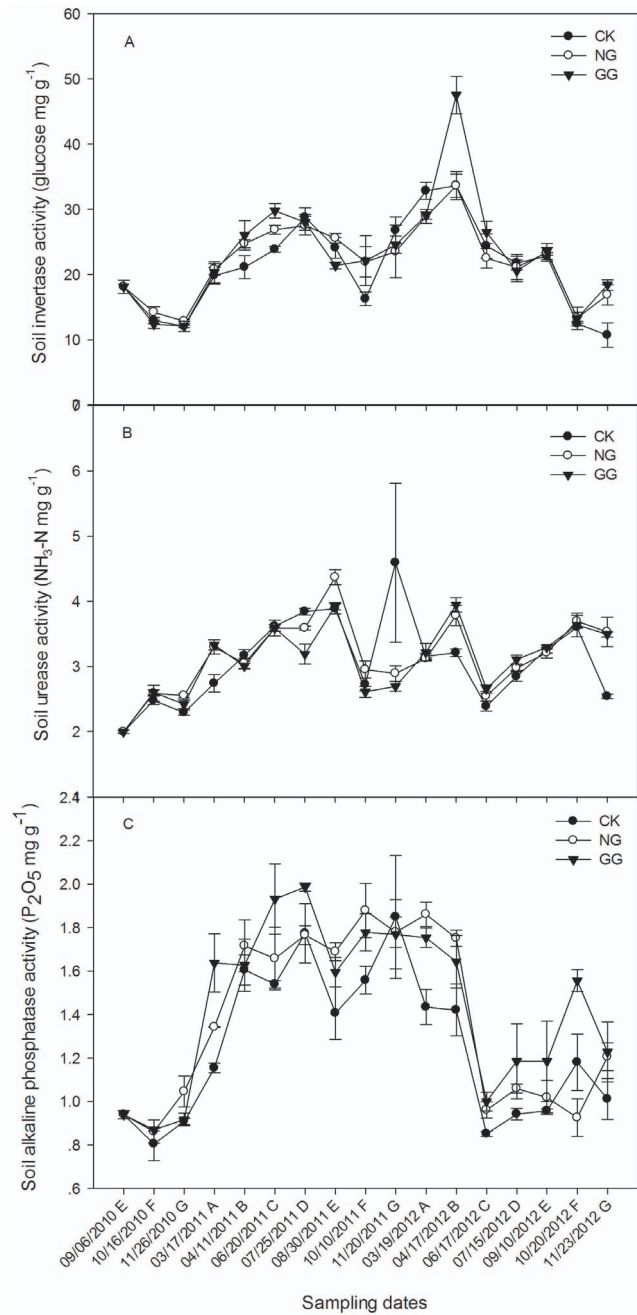 60
A
CK
NG
GG
50
40
30
20
10
0
Soil invertase activity (glucose mg g⁻¹)
7
B
CK
NG
GG
6
5
4
3
2
1
Soil urease activity (NH₃-N mg g⁻¹)
2.4
C
CK
NG
GG
2.2
2.0
1.8
1.6
1.4
1.2
1.0
.8
.6
Soil alkaline phosphatase activity (P₂O₅ mg g⁻¹)
09/06/2010 E
10/16/2010 F
11/26/2010 G
03/17/2011 A
04/11/2011 B
06/20/2011 C
07/25/2011 D
08/30/2011 E
10/10/2011 F
11/20/2011 G
03/19/2012 A
04/17/2012 B
06/17/2012 C
07/15/2012 D
09/10/2012 E
10/20/2012 F
11/23/2012 G
Sampling dates